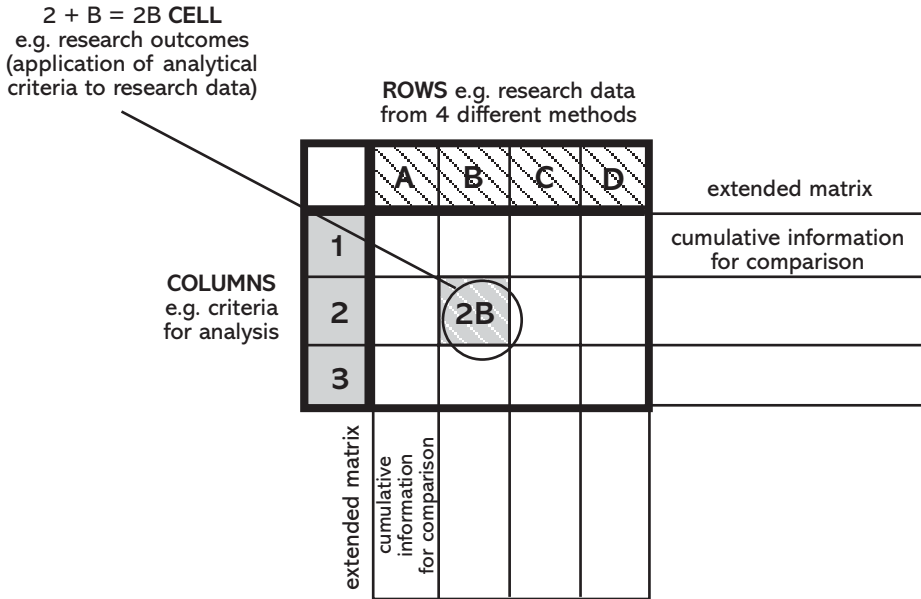 2 + B = 2B CELL
e.g. research outcomes
(application of analytical
criteria to research data)
ROWS e.g. research data
from 4 different methods
A B C D
extended matrix
1
cumulative information
for comparison
COLUMNS
e.g. criteria
for analysis
2
2B
3
extended matrix
cumulative
information
for comparison